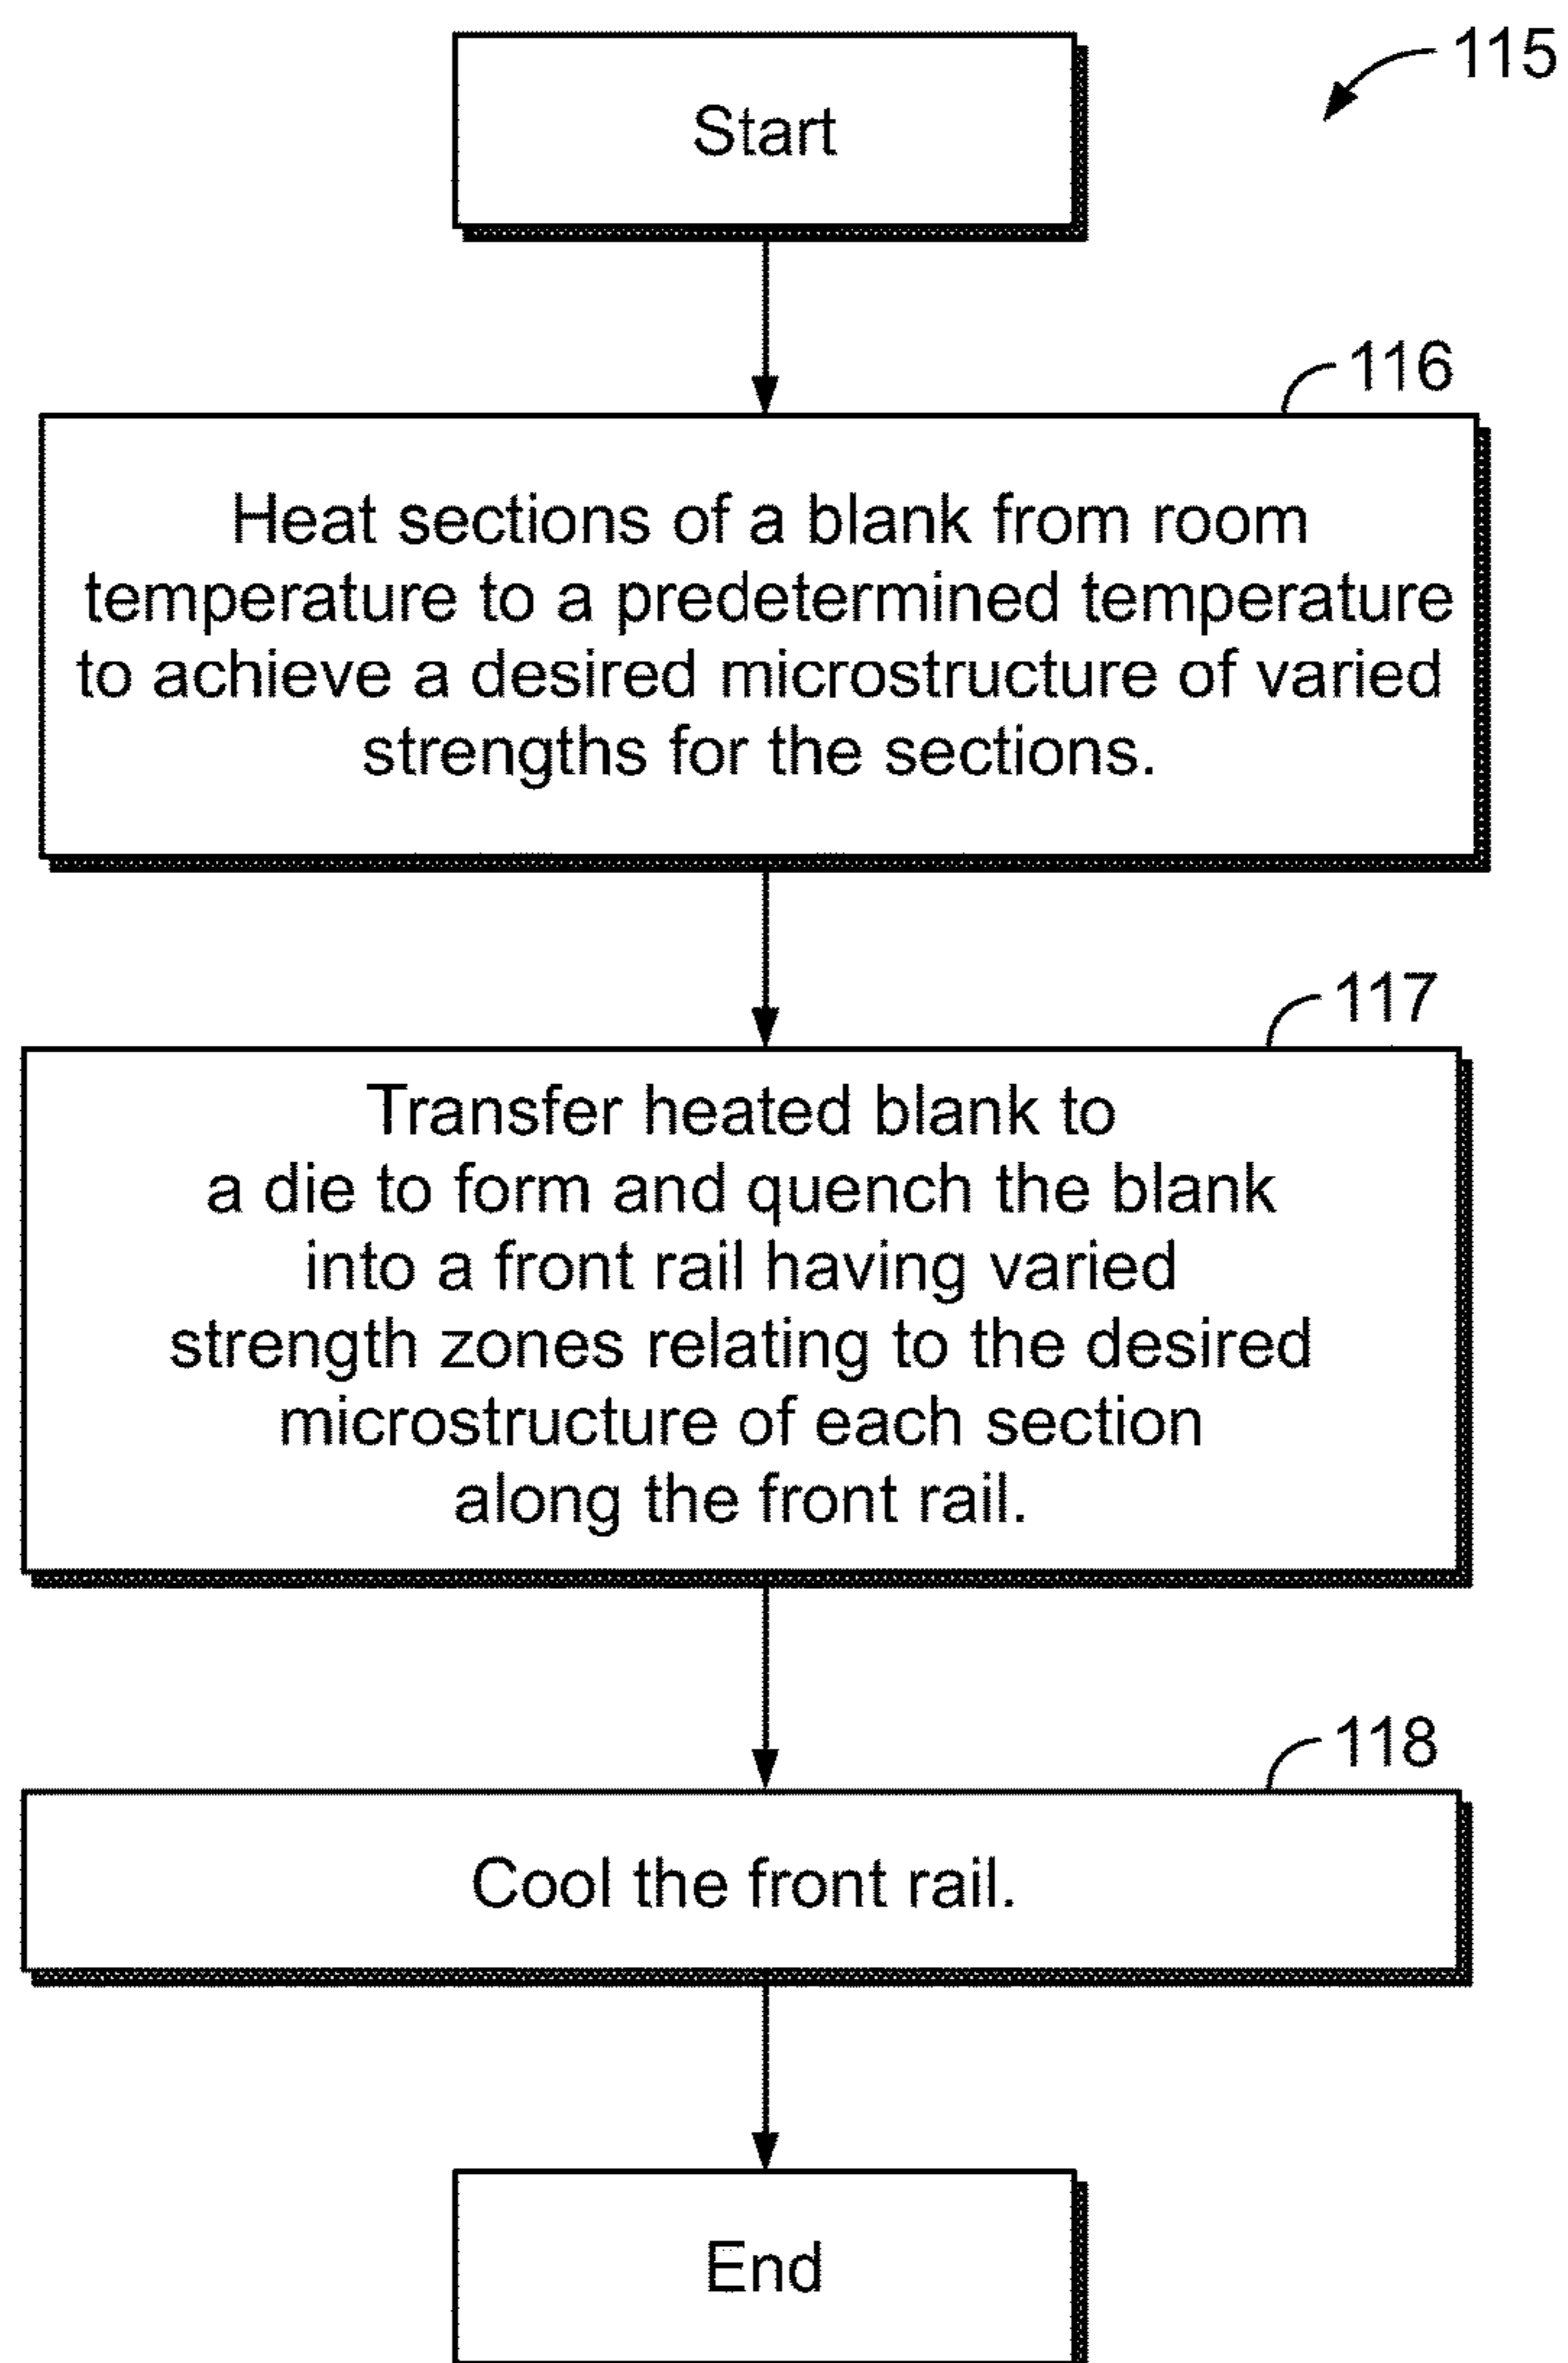 115
Start
116
Heat sections of a blank from room
temperature to a predetermined temperature
to achieve a desired microstructure of varied
strengths for the sections.
117
Transfer heated blank to
a die to form and quench the blank
into a front rail having varied
strength zones relating to the desired
microstructure of each section
along the front rail.
118
Cool the front rail.
End